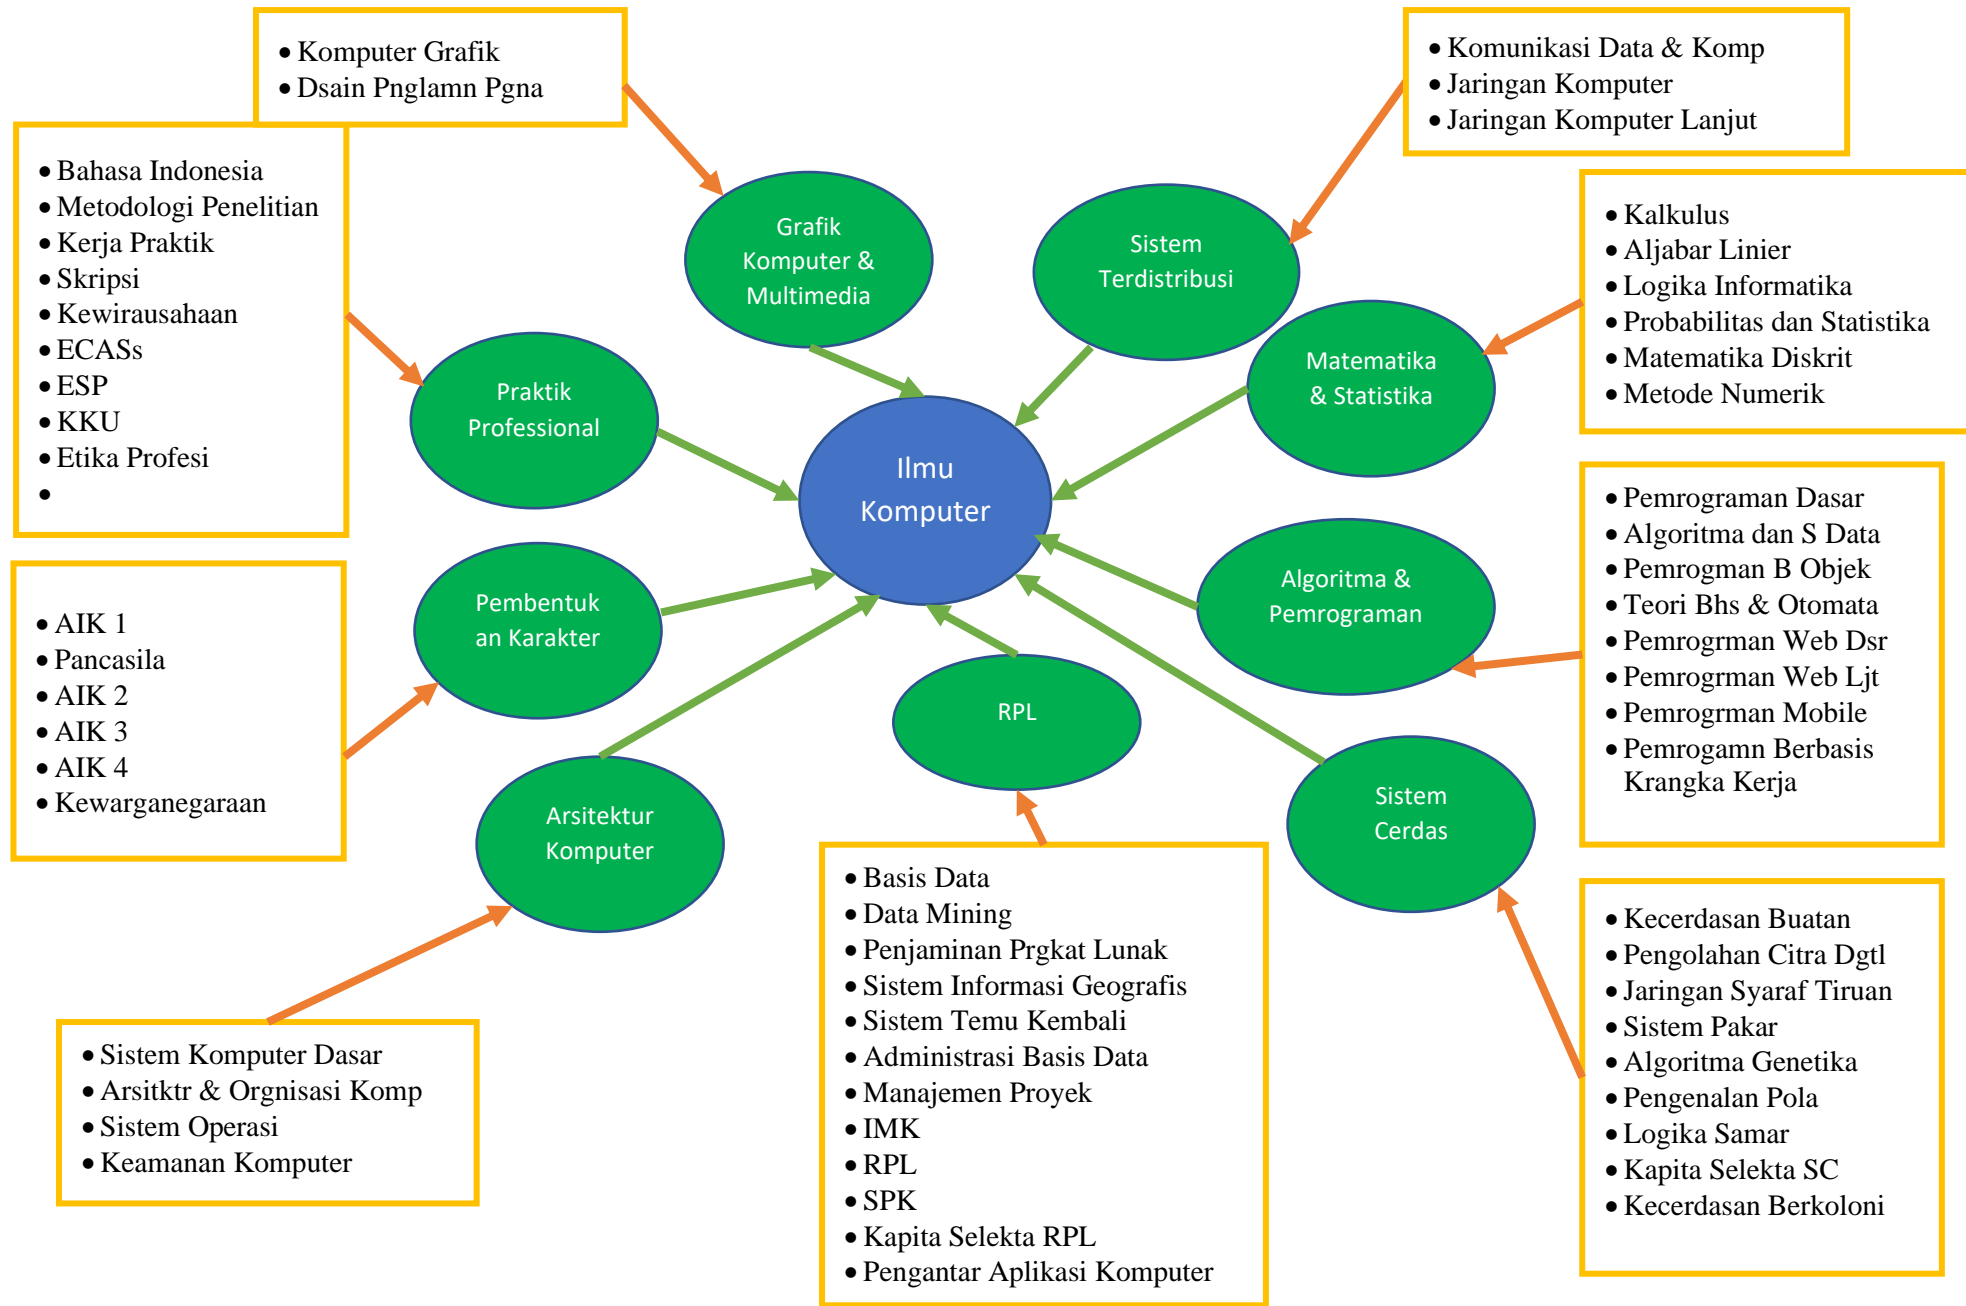 • Komputer Grafik
• Dsain Pnglamn Pgna
• Komunikasi Data & Komp
• Jaringan Komputer
• Jaringan Komputer Lanjut
• Bahasa Indonesia
• Metodologi Penelitian
• Kerja Praktik
• Skripsi
• Kewirausahaan
• ECASs
• ESP
• KKU
• Etika Profesi
•
Grafik
Komputer &
Multimedia
Sistem
Terdistribusi
• Kalkulus
• Aljabar Linier
• Logika Informatika
• Probabilitas dan Statistika
• Matematika Diskrit
• Metode Numerik
Praktik
Professional
Matematika
& Statistika
Ilmu
Komputer
• Pemrograman Dasar
• Algoritma dan S Data
• Pemrogman B Objek
• Teori Bhs & Otomata
• Pemrogrman Web Dsr
• Pemrogrman Web Ljt
• Pemrogrman Mobile
• Pemrogamn Berbasis
Krangka Kerja
Pembentuk
an Karakter
Algoritma &
Pemrograman
• AIK 1
• Pancasila
• AIK 2
• AIK 3
• AIK 4
• Kewarganegaraan
RPL
Arsitektur
Komputer
Sistem
Cerdas
• Basis Data
• Data Mining
• Penjaminan Prgkat Lunak
• Sistem Informasi Geografis
• Sistem Temu Kembali
• Administrasi Basis Data
• Manajemen Proyek
• IMK
• RPL
• SPK
• Kapita Selekta RPL
• Pengantar Aplikasi Komputer
• Kecerdasan Buatan
• Pengolahan Citra Dgtl
• Jaringan Syaraf Tiruan
• Sistem Pakar
• Algoritma Genetika
• Pengenalan Pola
• Logika Samar
• Kapita Selekta SC
• Kecerdasan Berkoloni
• Sistem Komputer Dasar
• Arsitktr & Orgnisasi Komp
• Sistem Operasi
• Keamanan Komputer